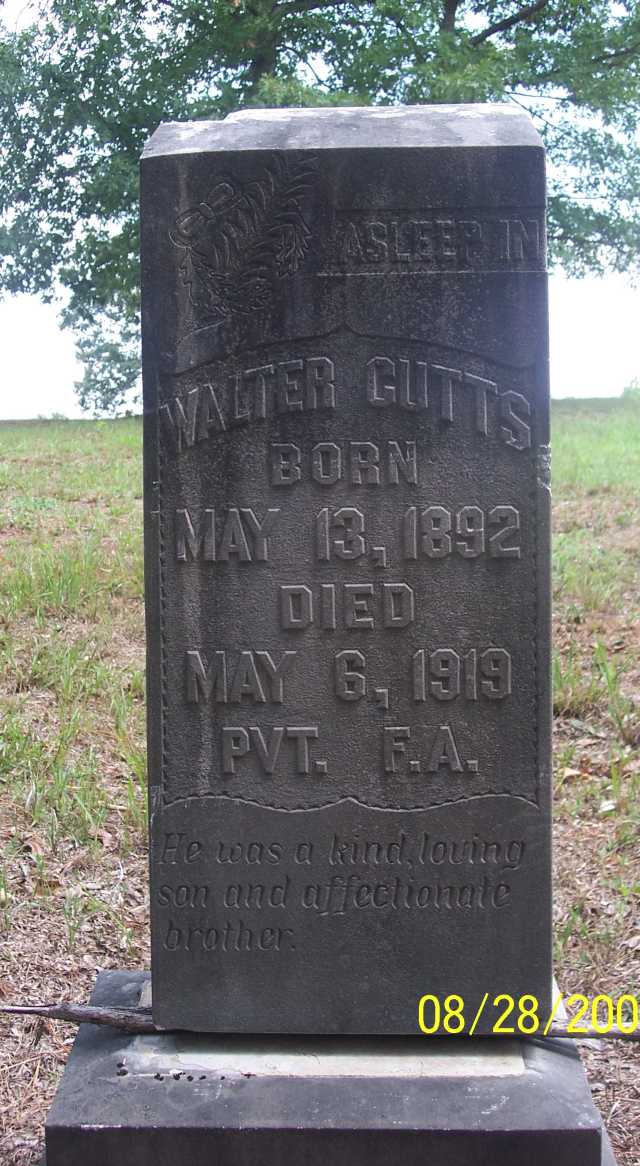 ASLEEP IN
WALTER CUTTS
BORN
MAY 13, 1892
DIED
MAY 6, 1919
PVT. F.A.
He was a kind, loving
son and affectionate
brother.
08/28/200